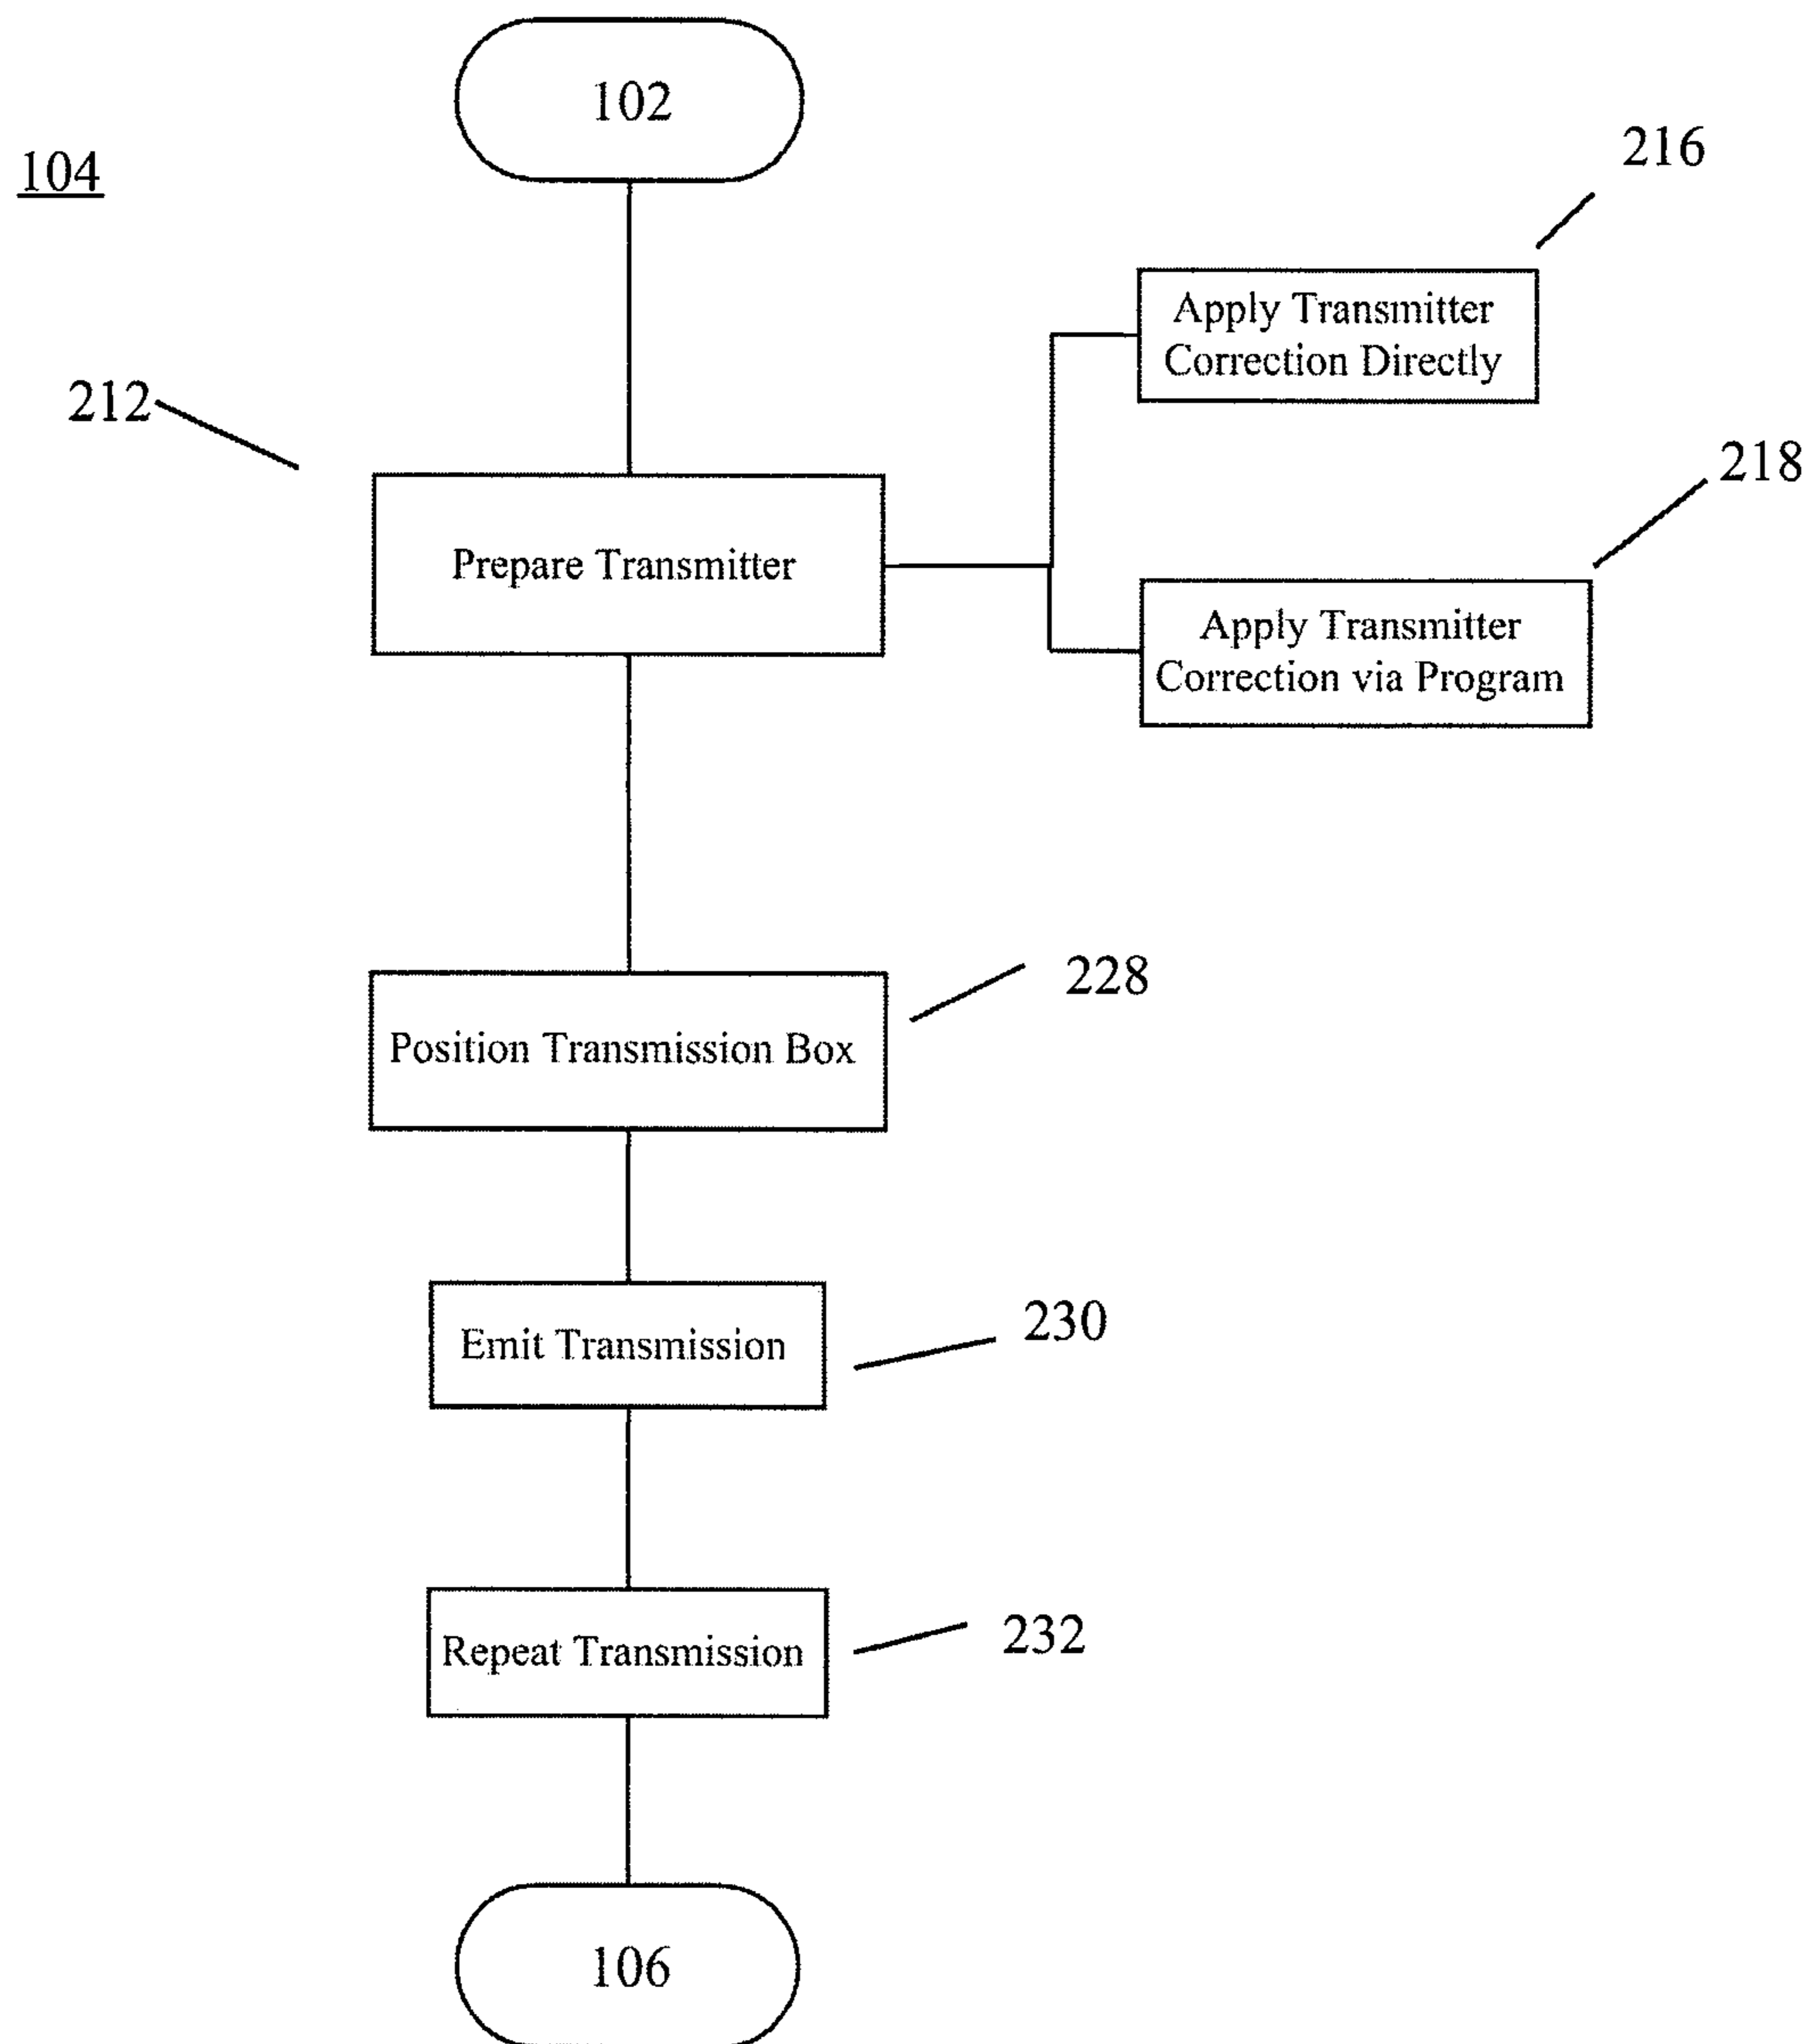 102
104
216
Apply Transmitter
Correction Directly
212
218
Prepare Transmitter
Apply Transmitter
Correction via Program
228
Position Transmission Box
230
Emit Transmission
232
Repeat Transmission
106